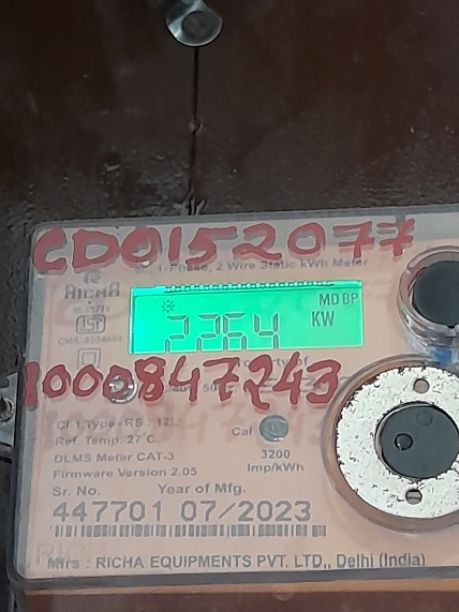 CD0152077
AC, 1-Phase, 2 Wire Static kWh Meter
RICHA
MD BP
KW
1000847243
Ref. Temp. 27°C
Cal
DLMS Meter CAT-3
3200
Imp/kWh
Firmware Version 2.05
Sr. No. Year of Mfg.
447701 07/2023
Mfrs : RICHA EQUIPMENTS PVT. LTD,, Delhi (India)